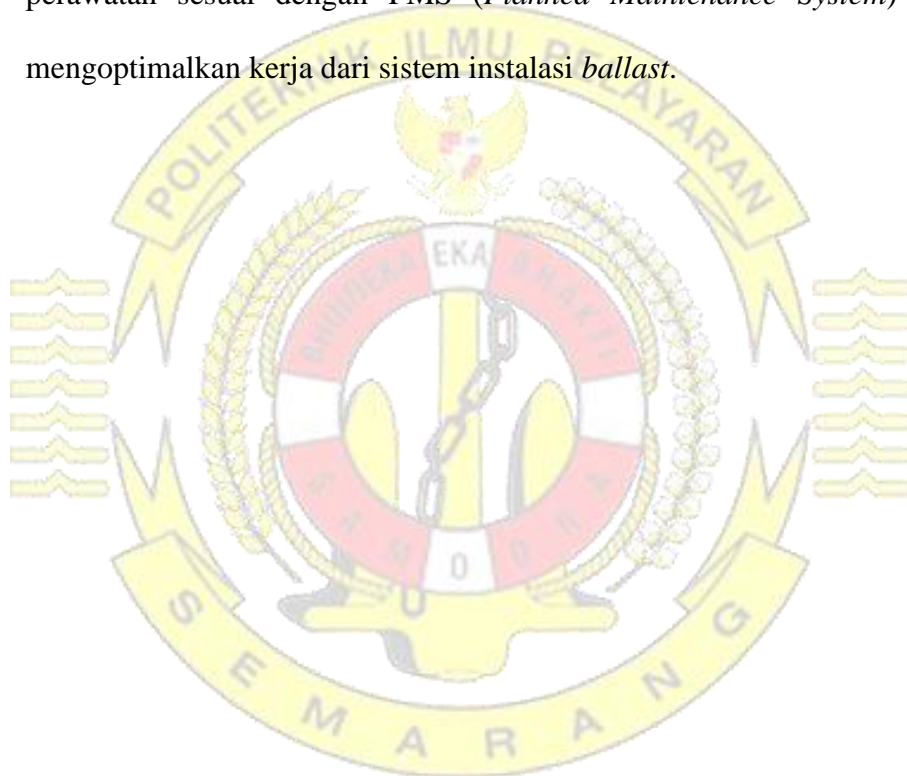 perawatan sesuai dengan PMS (Planned Maintenance System)
mengoptimalkan kerja dari sistem instalasi ballast.
POLITEKNIK ILMU PELAYARAN
EKA
SEMARANG